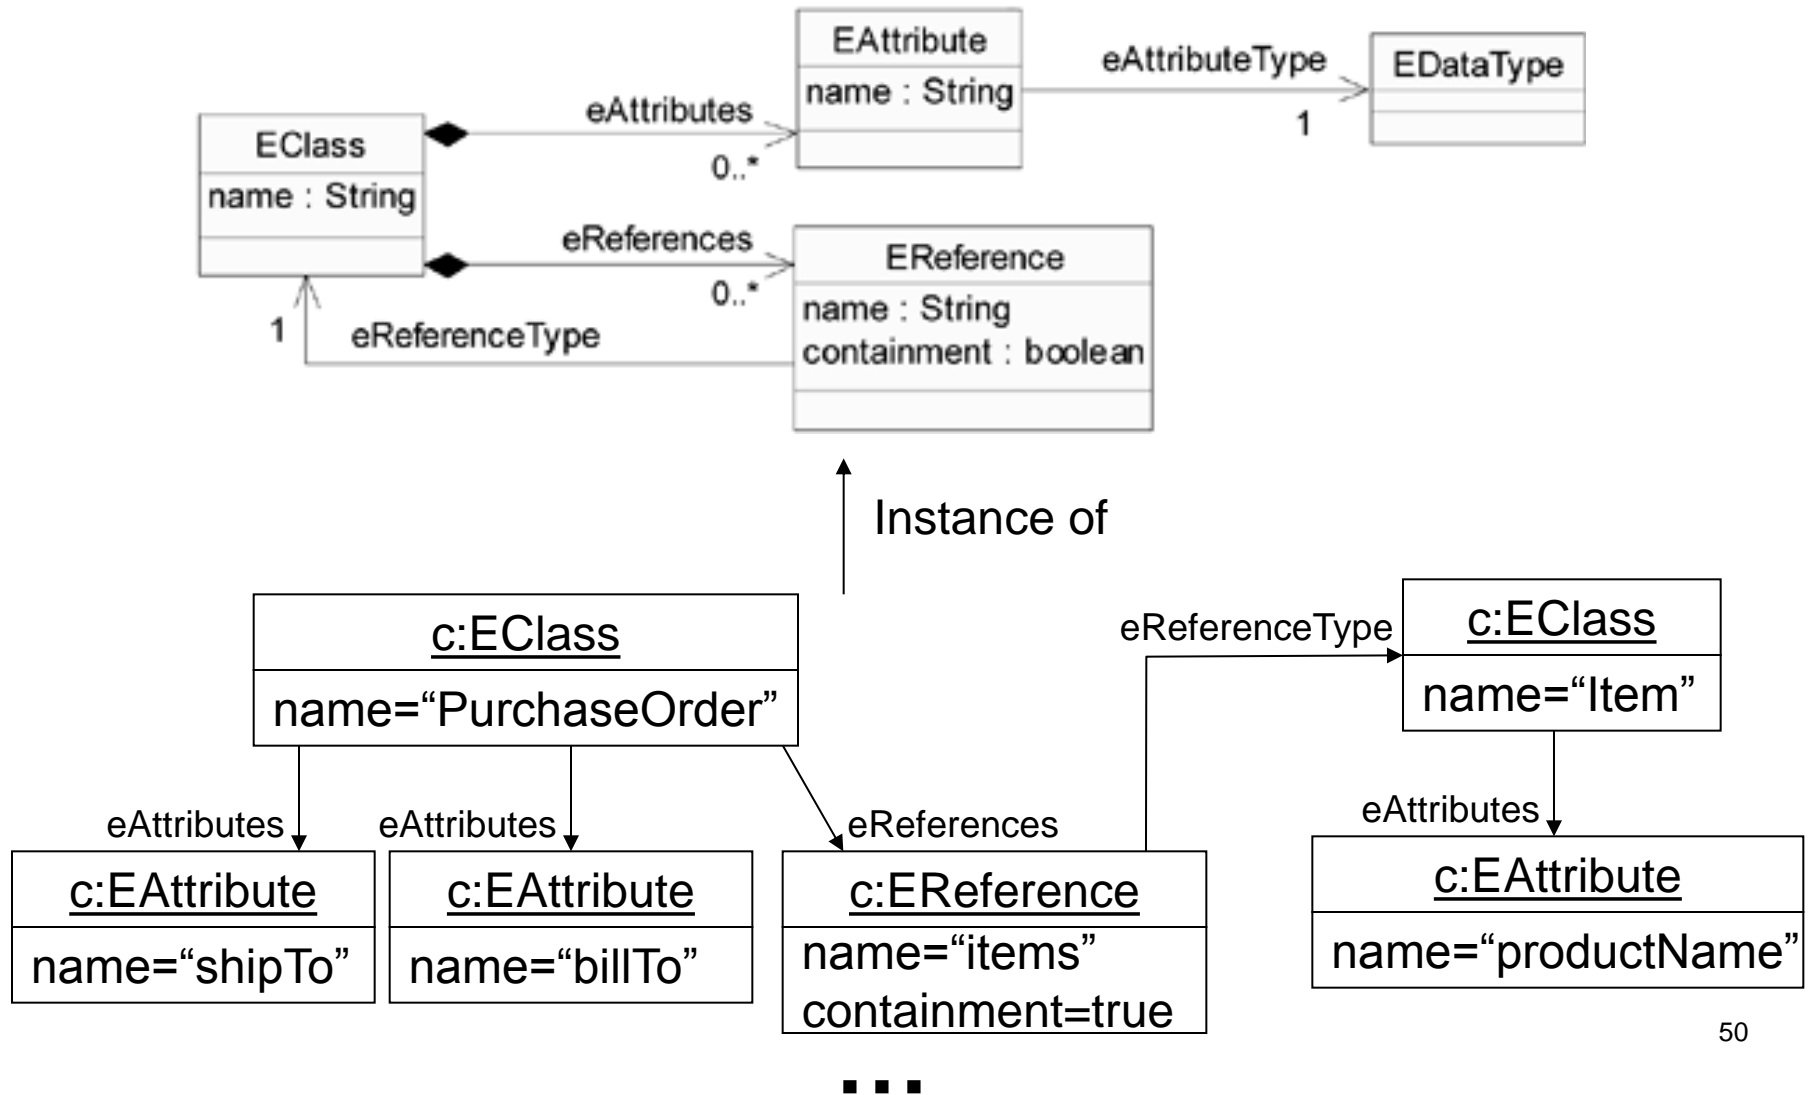 EAttribute
name : String
eAttributeType
1
EDataType
eAttributes
0..*
EClass
name : String
eReferences
0..*
EReference
name : String
containment : boolean
1
eReferenceType
Instance of
c:EClass
name=“PurchaseOrder”
eReferenceType
c:EClass
name=“Item”
eAttributes
eAttributes
eReferences
eAttributes
c:EAttribute
name=“shipTo”
c:EAttribute
name=“billTo”
c:EReference
name=“items”
containment=true
c:EAttribute
name=“productName”
50
...